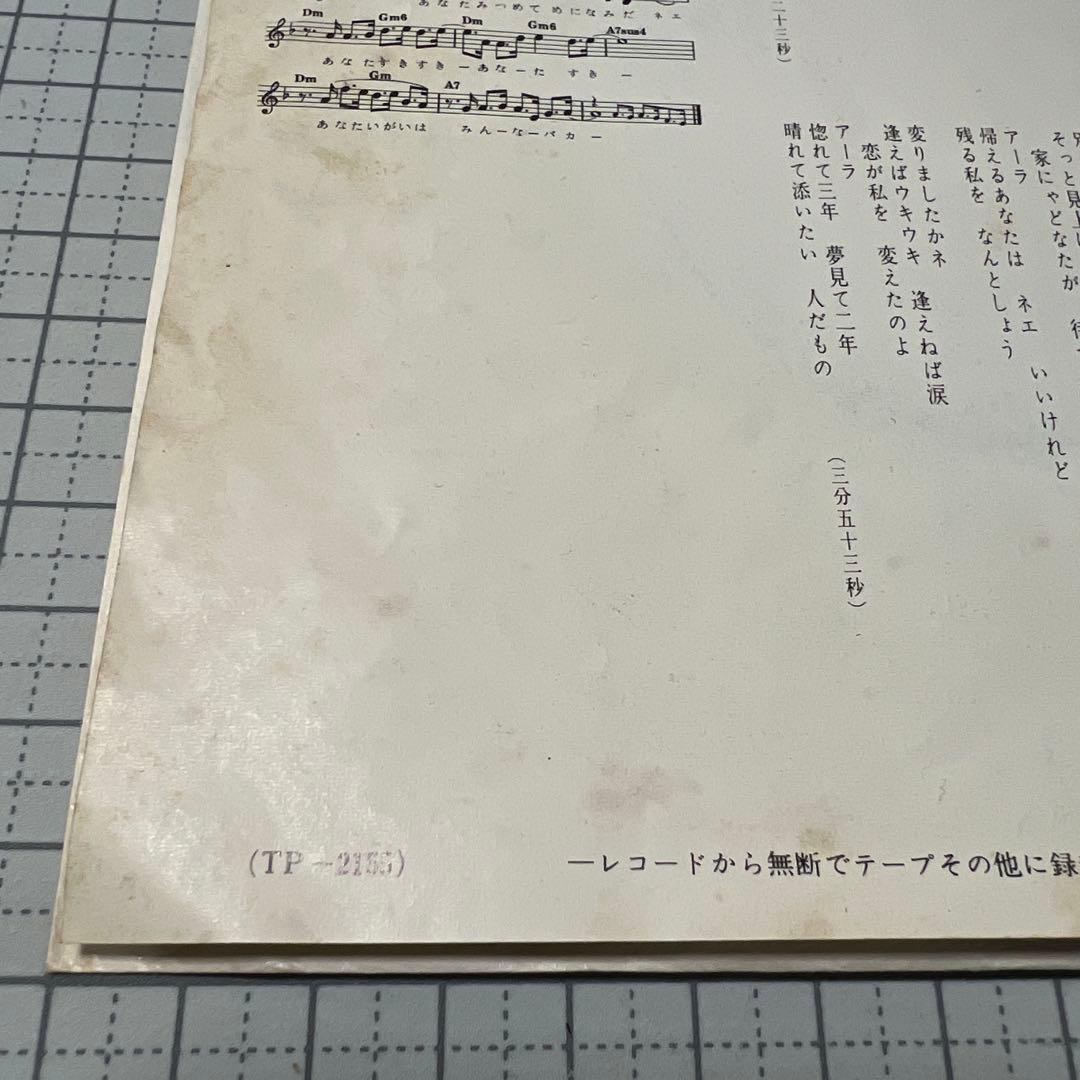 あなたみつめて めになみだ ネェ
Dm Gm6 Dm Gm6 A7sus4
あなたすきすき ーあなーた すき ー
Dm Gm A7
あなたいがいは みんーなーバカ ー
二十三秒)
そっと見上
家にゃどなたが
いいけれど
アーラ ネエ
帰えるあなたは なんとしょう
残る私を
変りましたかネ 逢えねば涙
逢えばウキウキ 変えたのよ
恋が私を
アーラ
惚れて三年 夢見て二年
晴れて添いたい 人だもの
(三分五十三秒)
(TP－2155)
―レコードから無断でテープその他に録